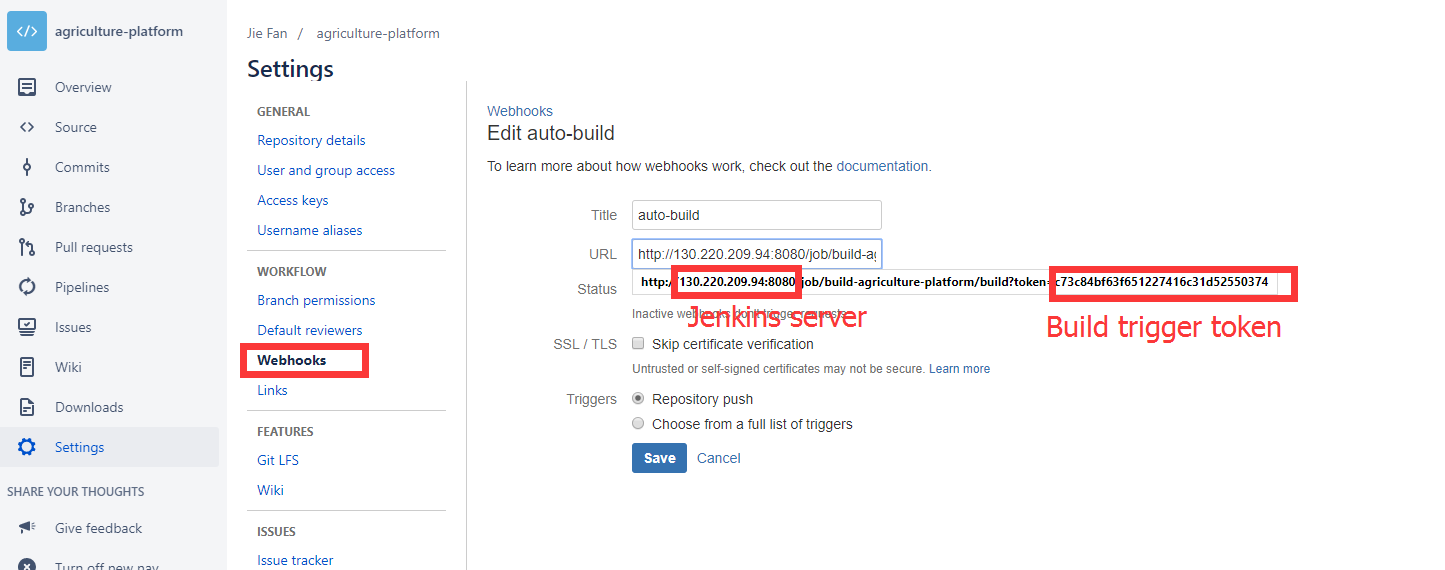 agriculture-platform
Overview
Source
Commits
Branches
Pull requests
Pipelines
Issues
Wiki
Downloads
Settings
SHARE YOUR THOUGHTS
Give feedback
Turn off new nav
Jie Fan / agriculture-platform
Settings
GENERAL
Repository details
User and group access
Access keys
Username aliases
WORKFLOW
Branch permissions
Default reviewers
Webhooks
Links
FEATURES
Git LFS
Wiki
ISSUES
Issue tracker
Webhooks
Edit auto-build
To learn more about how webhooks work, check out the documentation.
Title auto-build
URL http://130.220.209.94:8080/job/build-ag
Status http://130.220.209.94:8080/job/build-agriculture-platform/build?token=c73c84bf63f651227416c31d52550374
Inactive webhooks don't trigger requests.
Jenkins server
Build trigger token
SSL / TLS Skip certificate verification
Untrusted or self-signed certificates may not be secure. Learn more
Triggers Repository push
Choose from a full list of triggers
Save Cancel